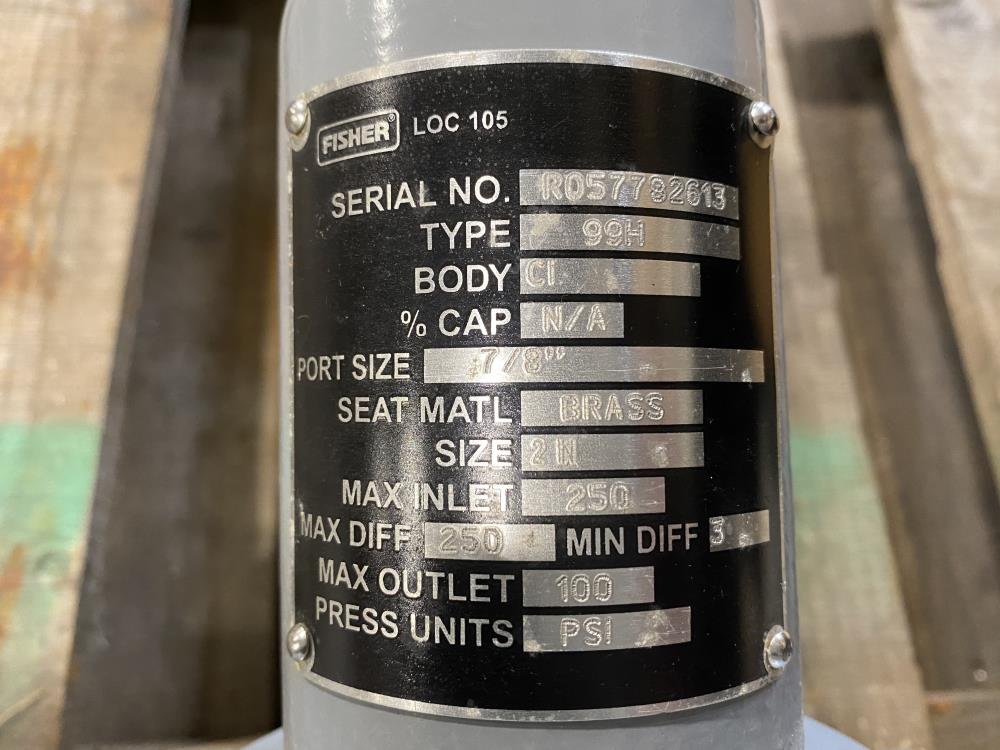 FISHER LOC 105
SERIAL NO. R057782613
TYPE 99H
BODY CI
% CAP N/A
PORT SIZE 7/8"
SEAT MATL BRASS
SIZE 2 N
MAX INLET 250
MAX DIFF 250 MIN DIFF 3
MAX OUTLET 100
PRESS UNITS PSI